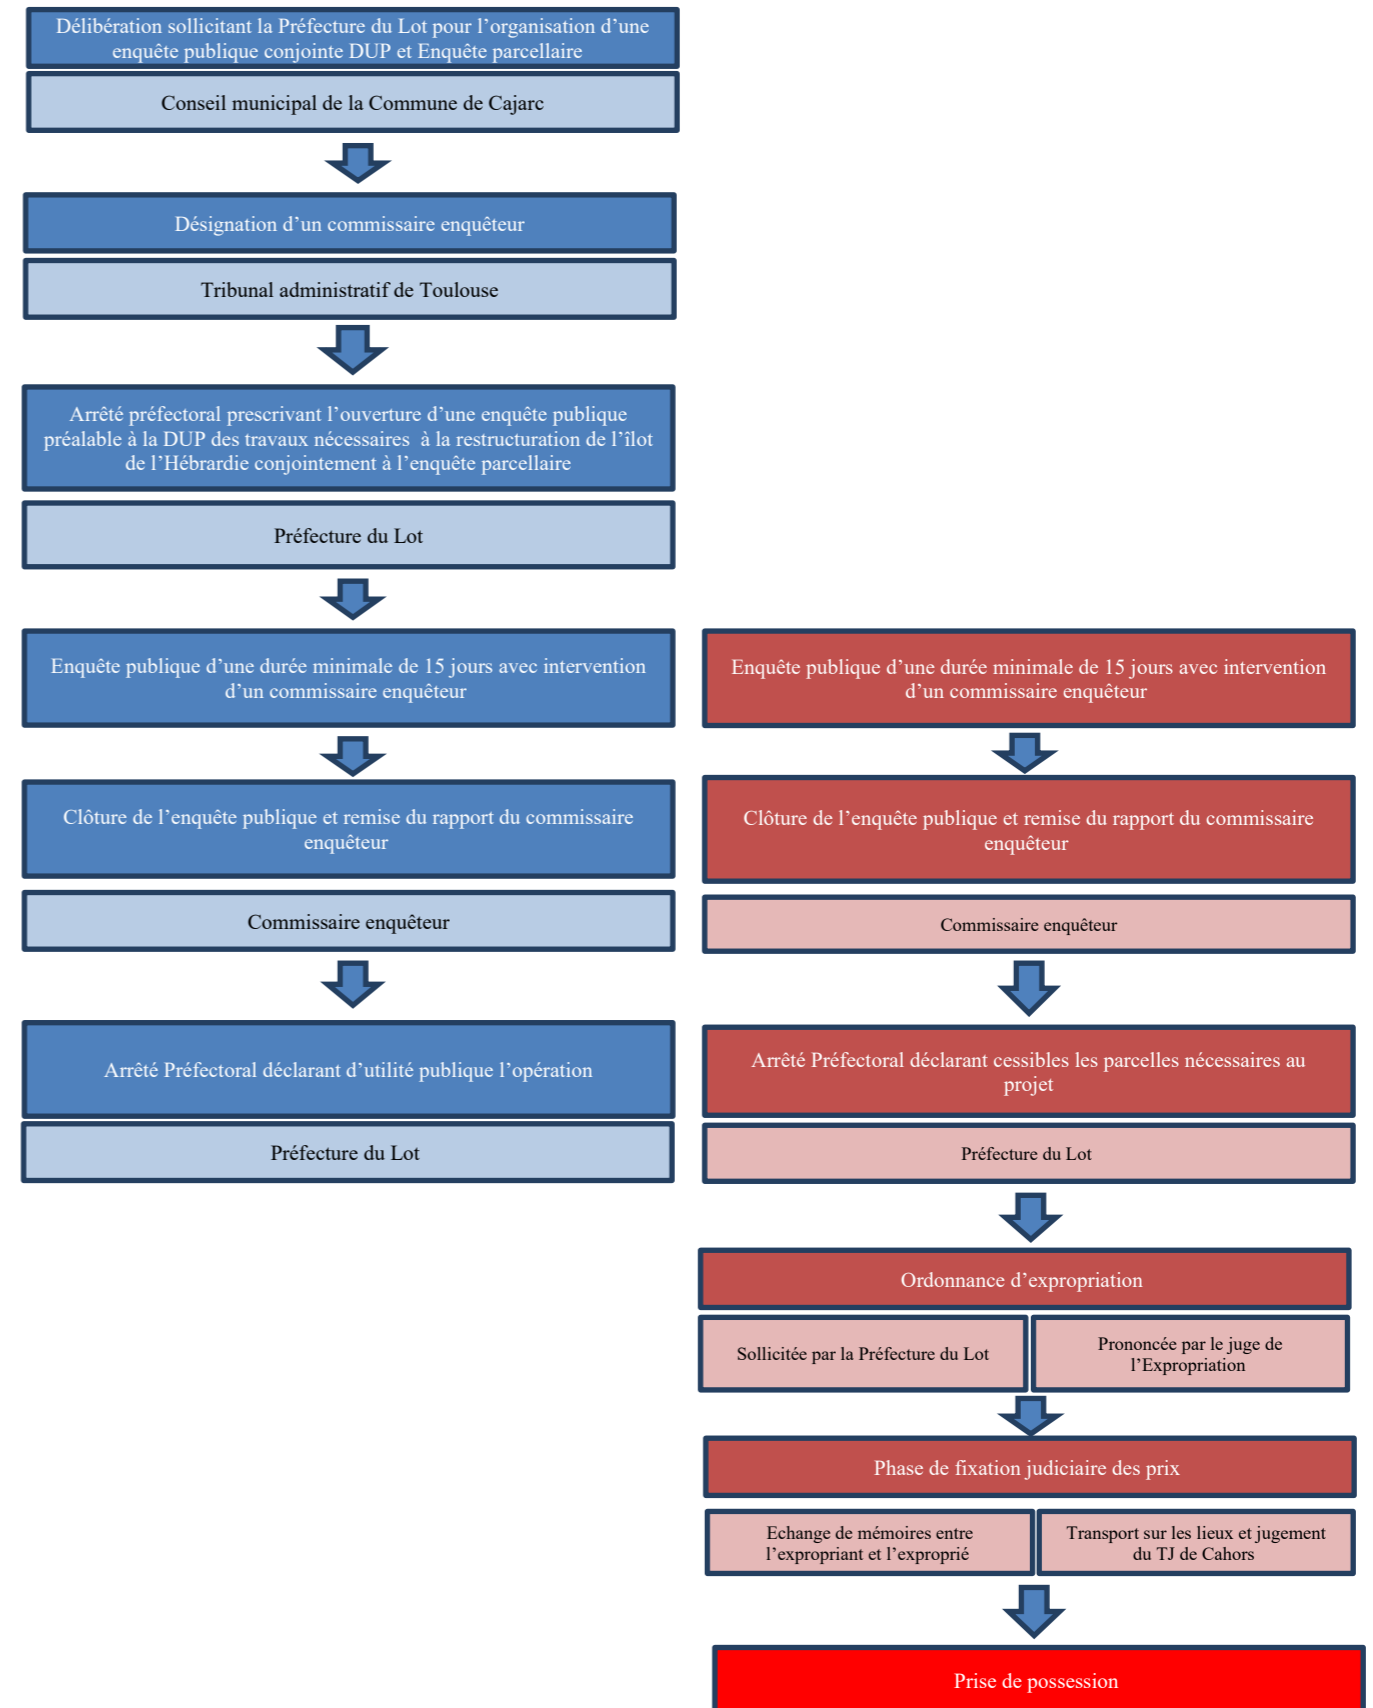 Délibération sollicitant la Préfecture du Lot pour l’organisation d’une
enquête publique conjointe DUP et Enquête parcellaire
Conseil municipal de la Commune de Cajarc
Désignation d’un commissaire enquêteur
Tribunal administratif de Toulouse
Arrêté préfectoral prescrivant l’ouverture d’une enquête publique
préalable à la DUP des travaux nécessaires à la restructuration de l’îlot
de l’Hébrardie conjointement à l’enquête parcellaire
Préfecture du Lot
Enquête publique d’une durée minimale de 15 jours avec intervention
d’un commissaire enquêteur
Clôture de l’enquête publique et remise du rapport du commissaire
enquêteur
Commissaire enquêteur
Arrêté Préfectoral déclarant d’utilité publique l’opération
Préfecture du Lot
Enquête publique d’une durée minimale de 15 jours avec intervention
d’un commissaire enquêteur
Clôture de l’enquête publique et remise du rapport du commissaire
enquêteur
Commissaire enquêteur
Arrêté Préfectoral déclarant cessibles les parcelles nécessaires au
projet
Préfecture du Lot
Ordonnance d’expropriation
Sollicitée par la Préfecture du Lot
Prononcée par le juge de
l’Expropriation
Phase de fixation judiciaire des prix
Echange de mémoires entre
l’expropriant et l’exproprié
Transport sur les lieux et jugement
du TJ de Cahors
Prise de possession